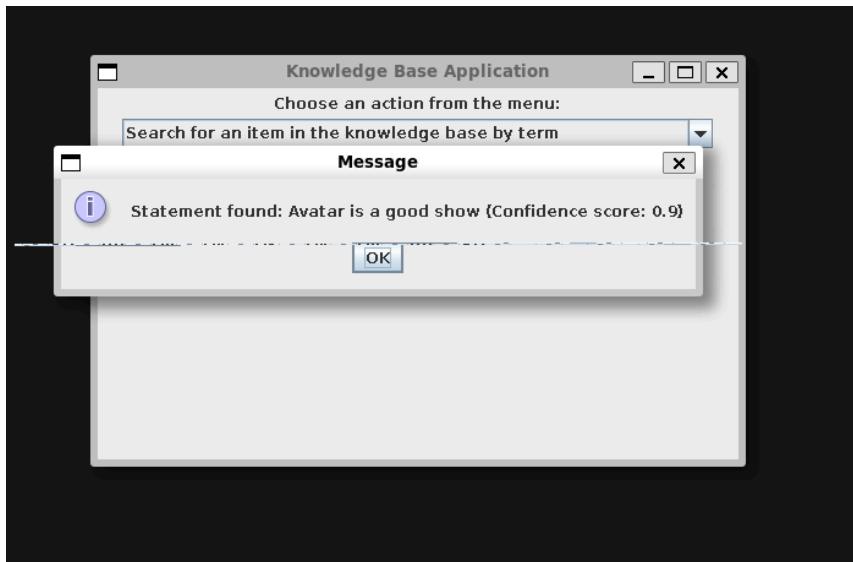 Knowledge Base Application
Choose an action from the menu:
Search for an item in the knowledge base by term
Message
i
Statement found: Avatar is a good show {Confidence score: 0.9}
OK